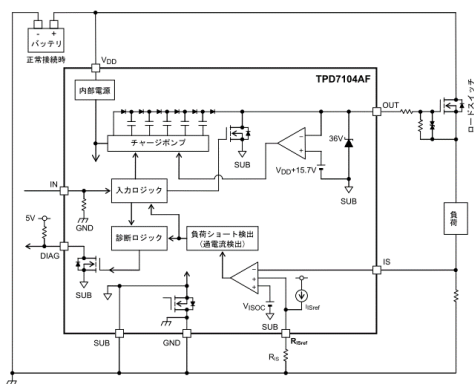 - +
バッテリ
正常接続時
VDD
TPD7104AF
内部電源
OUT
ロードスイッチ
チャージポンプ
SUB
36V
VDD+15.7V
SUB
IN
入力ロジック
GND
負荷
5V
診断ロジック
負荷ショート検出
(過電流検出)
DIAG
IS
SUB
VISOC
IISref
SUB
RISref
SUB
GND
RIS